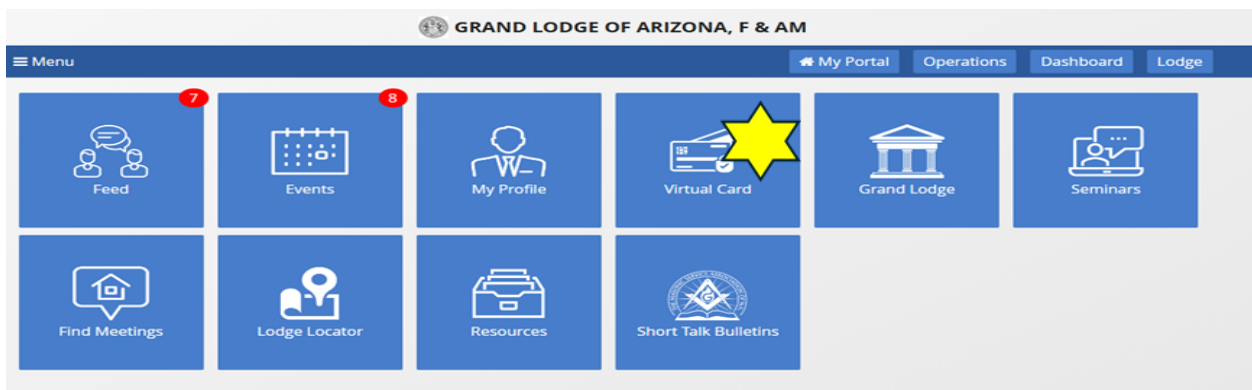 GRAND LODGE OF ARIZONA, F & AM
Menu
My Portal
Operations
Dashboard
Lodge
7
8
Feed
Events
My Profile
Virtual Card
Grand Lodge
Seminars
Find Meetings
Lodge Locator
Resources
Short Talk Bulletins